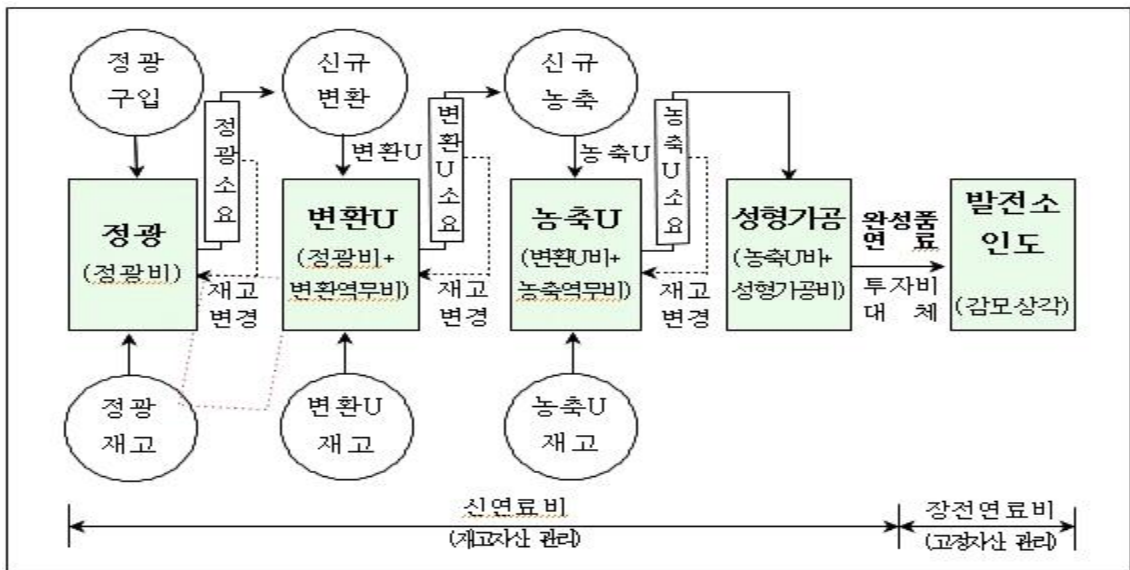 정광
구입
신규
변환
신규
농축
정광소요
변환U소요
농축U소요
변환U
농축U
정광
(정광비)
변환U
(정광비+
변환역무비)
농축U
(변환U비+
농축역무비)
성형가공
(농축U비+
성형가공비)
완성품
연 료
투자비
대 체
발전소
인도
(감모상각)
재고
변경
재고
변경
재고
변경
정광
재고
변환U
재고
농축U
재고
신연료비
(재고자산 관리)
장전연료비
(고정자산 관리)